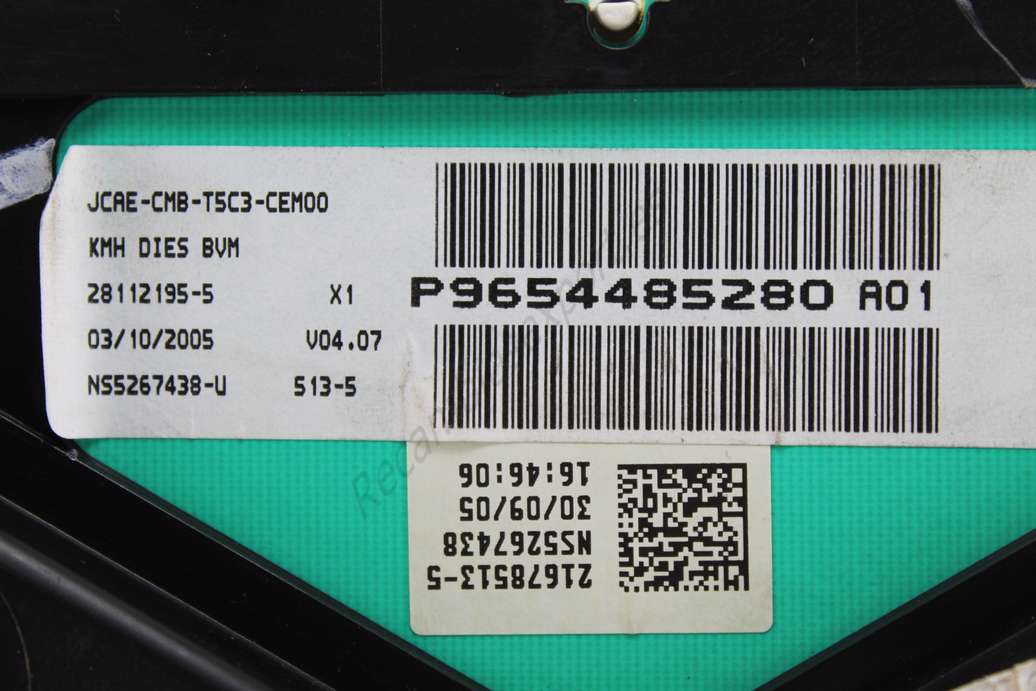 JCAE-CMB-T5C3-CEM00
KMH DIES BVM
28112195-5 X1
03/10/2005 V04.07
NS5267438-U 513-5
P9654485280 A01
21678513-5
NS5267438
30/09/05
16:46:06